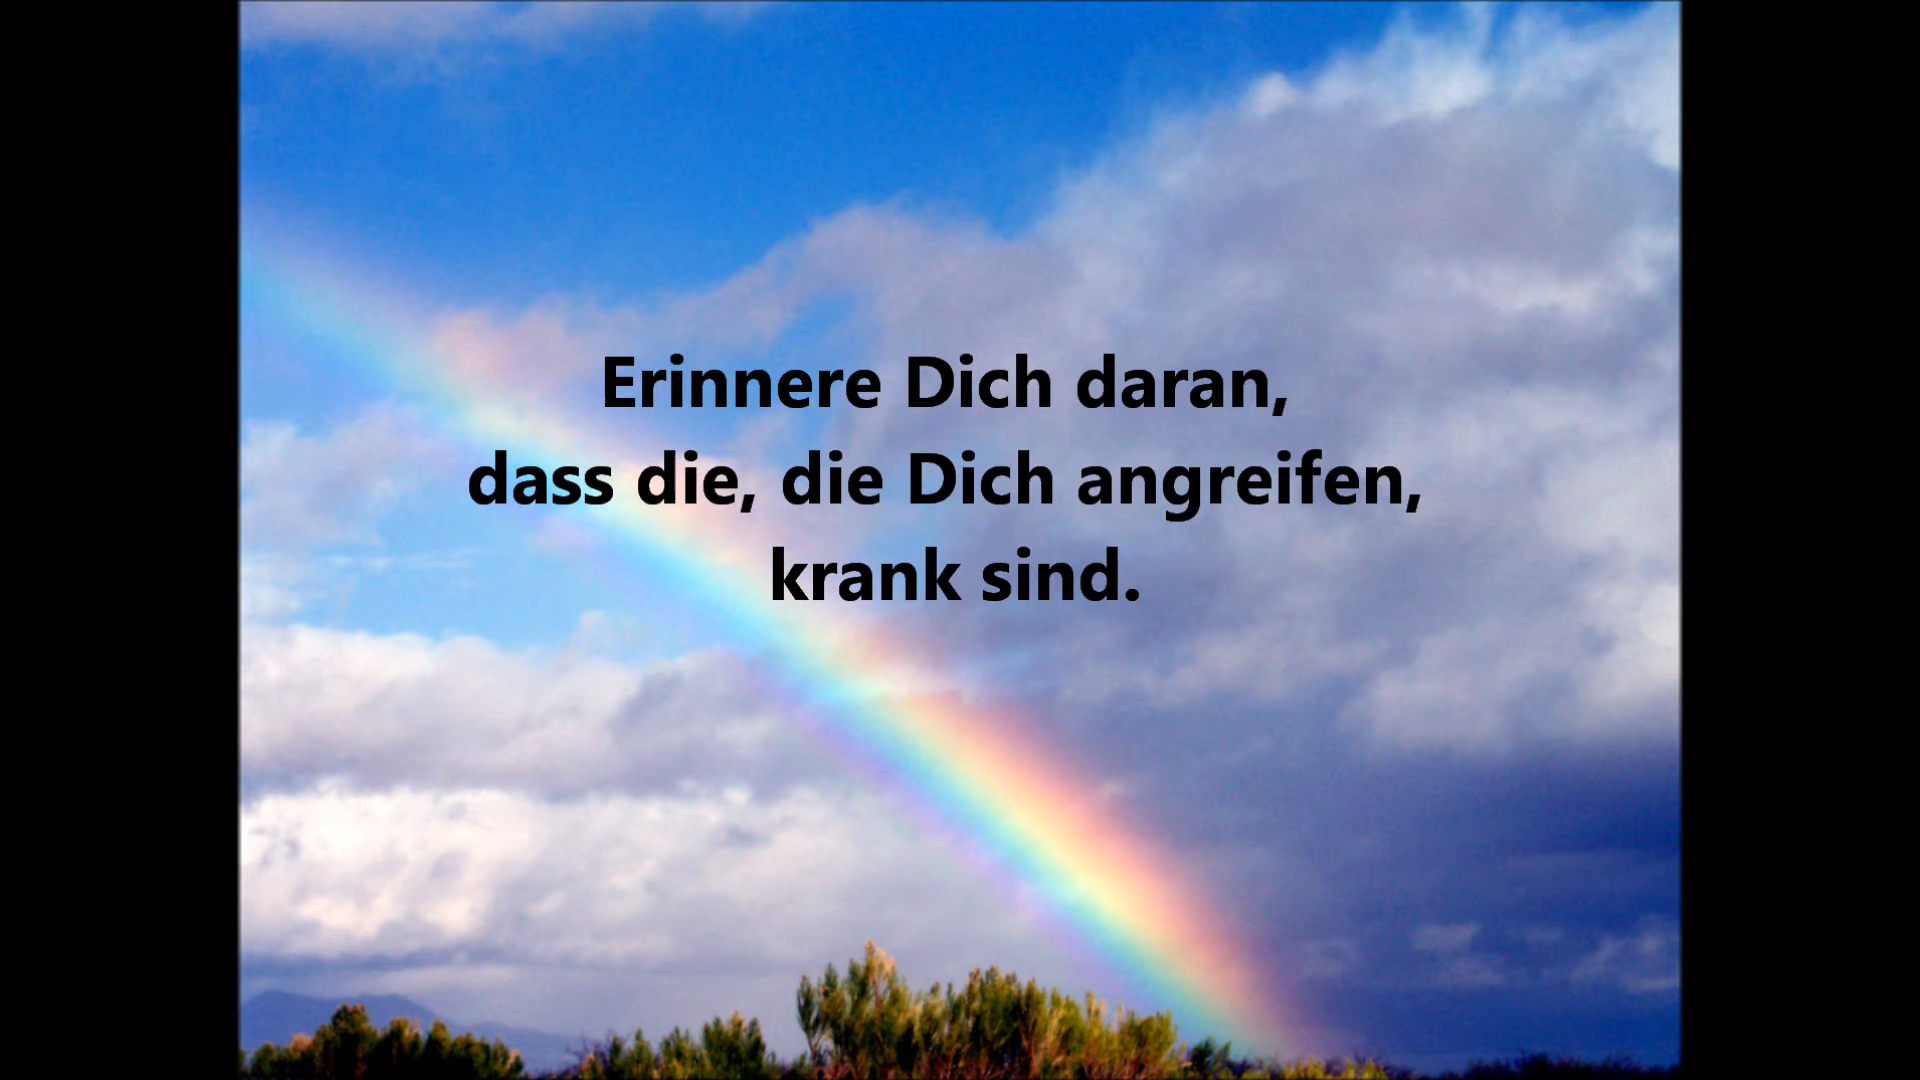 Erinnere Dich daran,
dass die, die Dich angreifen,
krank sind.